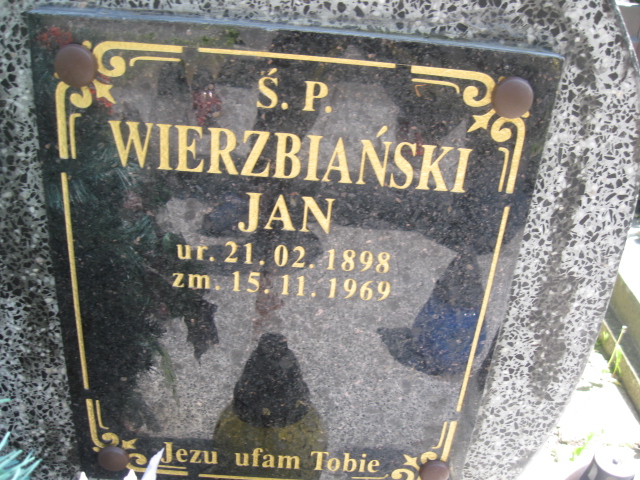 Ś. P.
WIERZBIAŃSKI
JAN
ur. 21. 02. 1898
zm. 15. 11. 1969
Jezu ufam Tobie